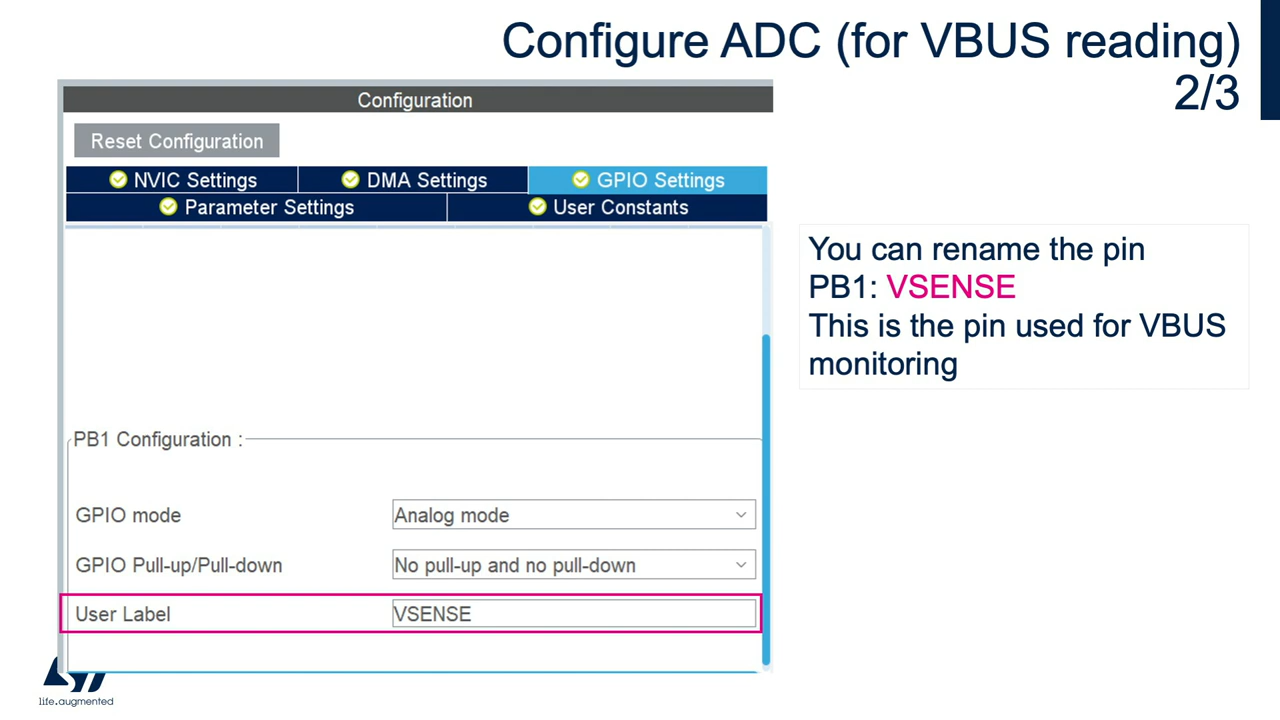 Configure ADC (for VBUS reading)
2/3
Configuration
Reset Configuration
NVIC Settings
DMA Settings
GPIO Settings
Parameter Settings
User Constants
You can rename the pin
PB1: VSENSE
This is the pin used for VBUS
monitoring
PB1 Configuration :
GPIO mode
Analog mode
GPIO Pull-up/Pull-down
No pull-up and no pull-down
User Label
VSENSE
life.augmented